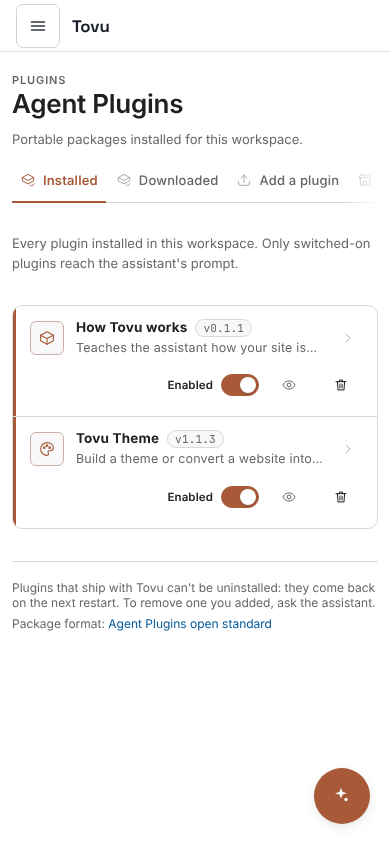 Tovu
PLUGINS
Agent Plugins
Portable packages installed for this workspace.
Installed
Downloaded
Add a plugin
Every plugin installed in this workspace. Only switched-on
plugins reach the assistant's prompt.
How Tovu works v0.1.1
Teaches the assistant how your site is...
Enabled
Tovu Theme v1.1.3
Build a theme or convert a website into...
Enabled
Plugins that ship with Tovu can't be uninstalled: they come back
on the next restart. To remove one you added, ask the assistant.
Package format: Agent Plugins open standard